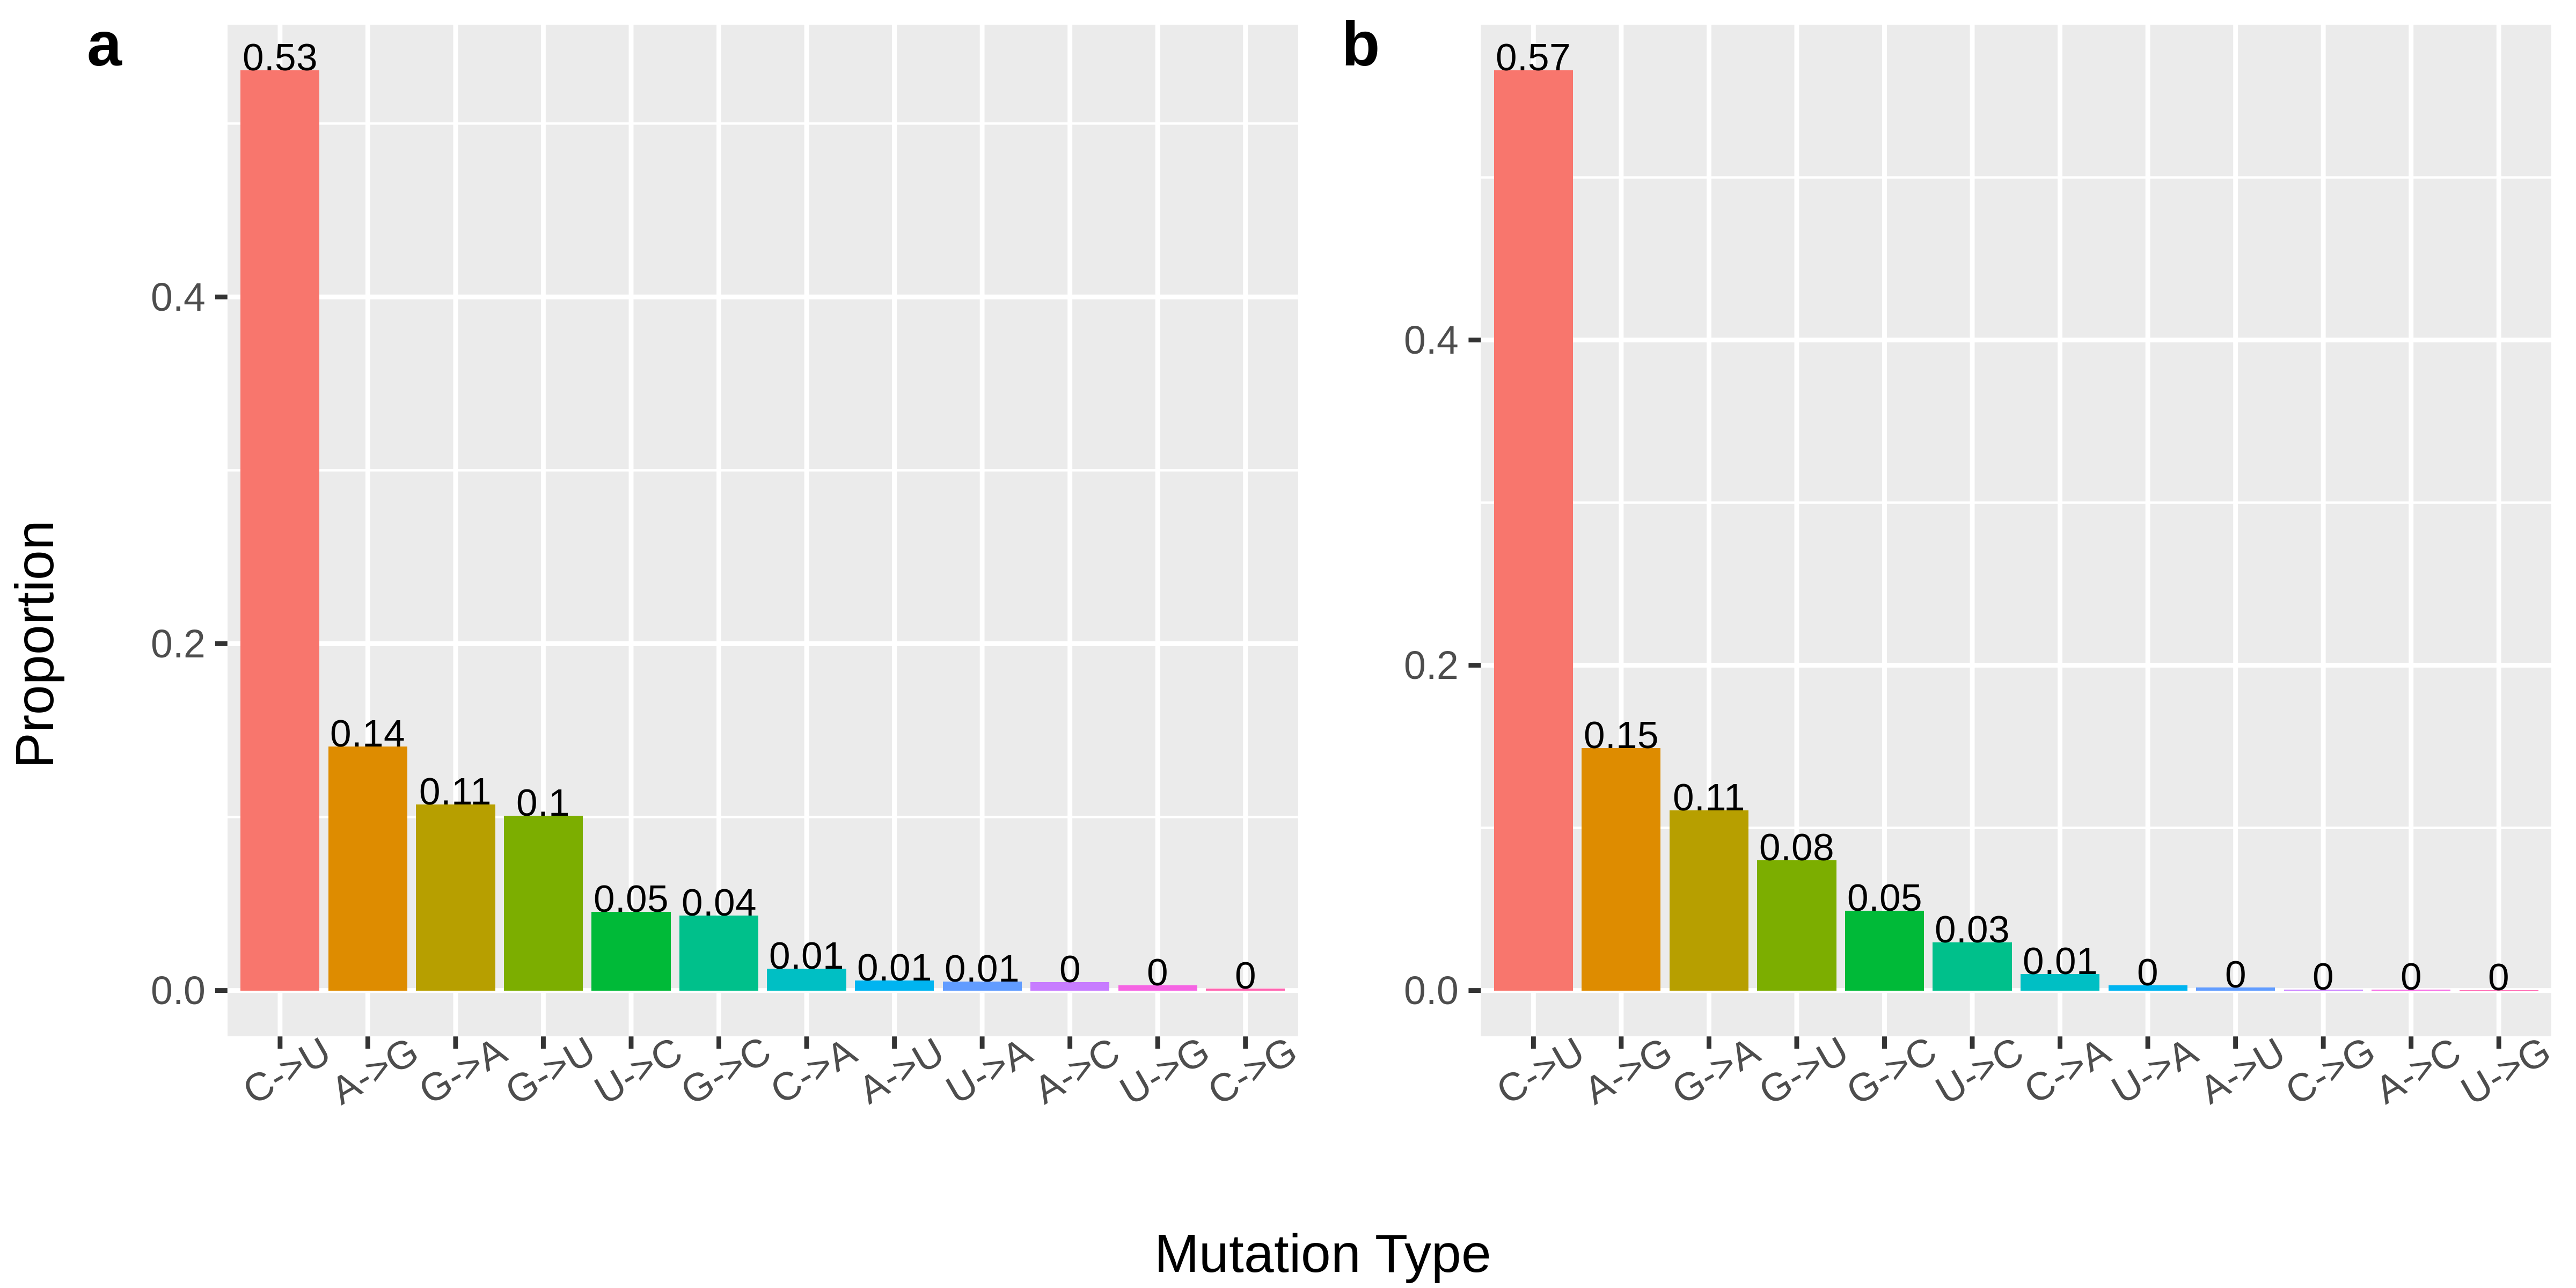 a
0.53
0.14
0.11
0.1
0.05
0.04
0.01
0.01
0.01
0
0
0
0.4
0.2
0.0
C->U
A->G
G->A
G->U
U->C
G->C
C->A
A->U
U->A
A->C
U->G
C->G
b
0.57
0.15
0.11
0.08
0.05
0.03
0.01
0
0
0
0
0
0.4
0.2
0.0
C->U
A->G
G->A
G->U
G->C
U->C
C->A
U->A
A->U
C->G
A->C
U->G
Proportion
Mutation Type